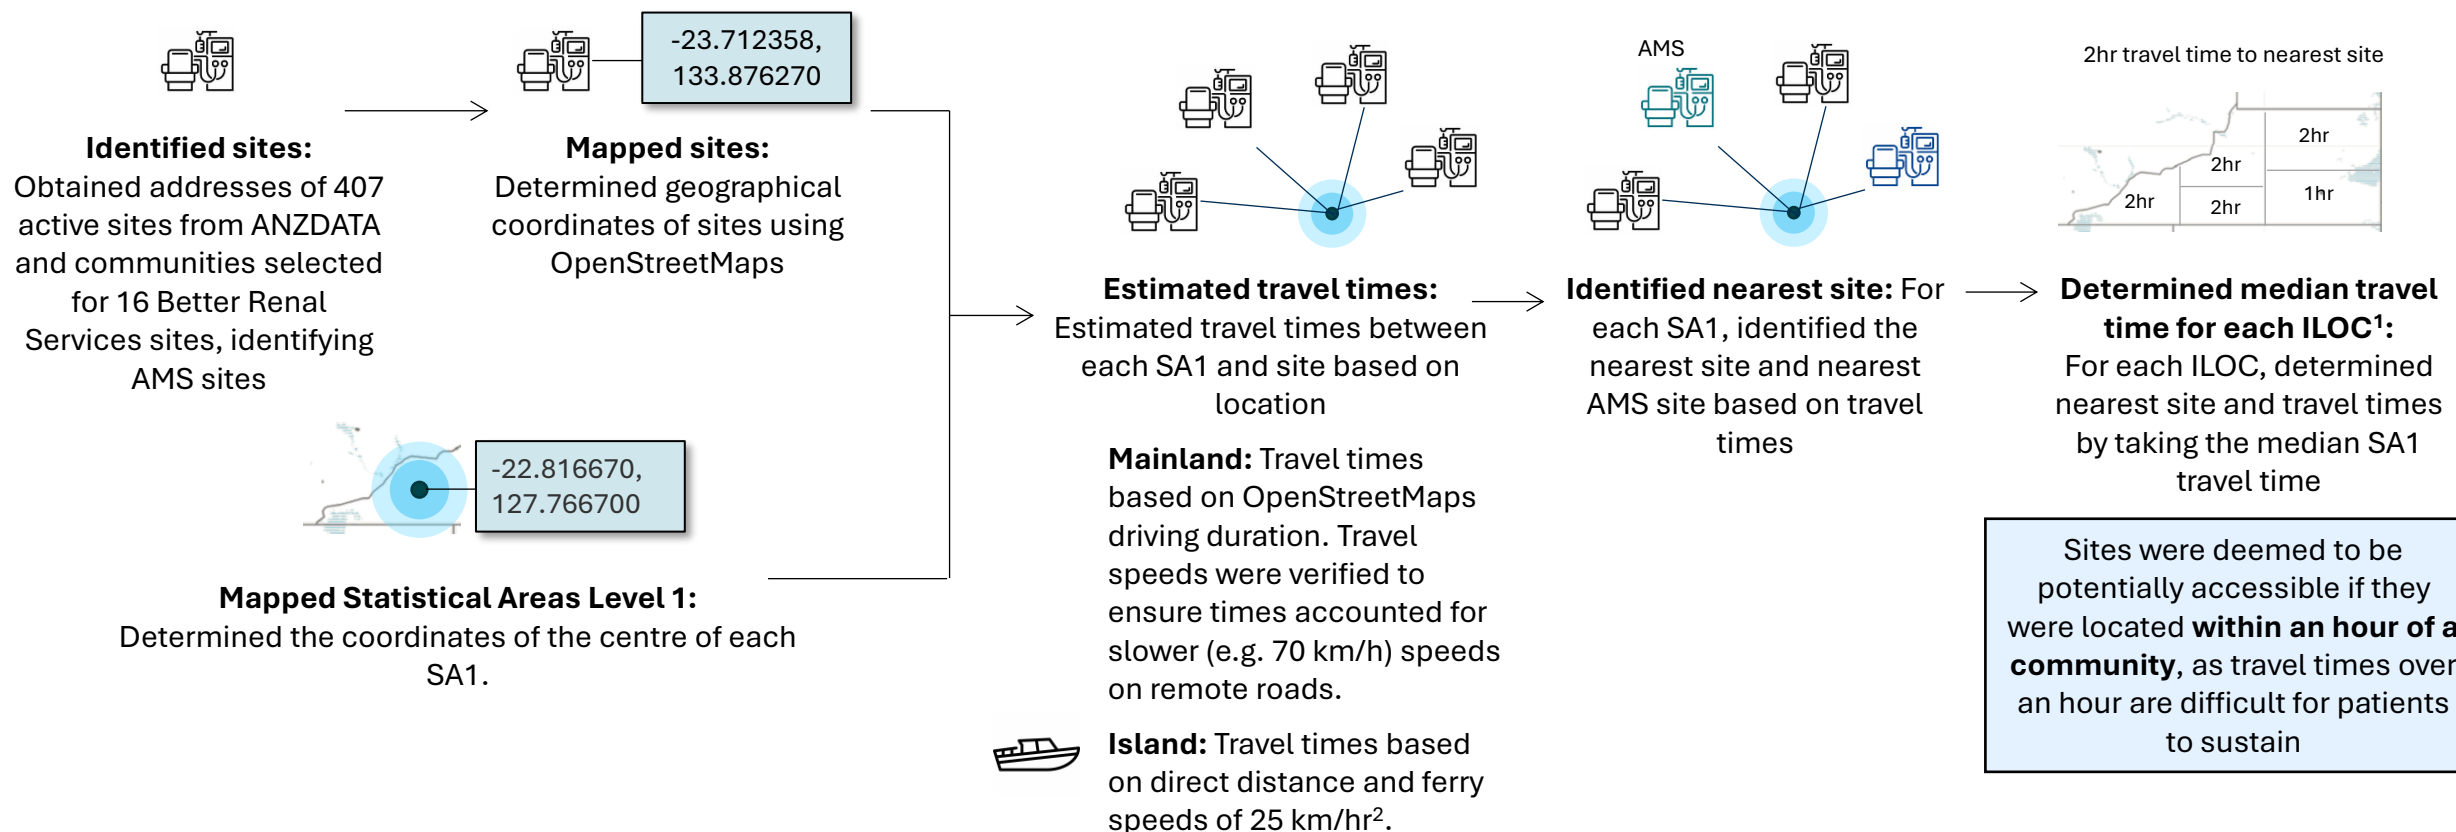 -23.712358,
133.876270
Identified sites:
Obtained addresses of 407
active sites from ANZDATA
and communities selected
for 16 Better Renal
Services sites, identifying
AMS sites
Mapped sites:
Determined geographical
coordinates of sites using
OpenStreetMaps
-22.816670,
127.766700
Mapped Statistical Areas Level 1:
Determined the coordinates of the centre of each
SA1.
Estimated travel times:
Estimated travel times between
each SA1 and site based on
location
Mainland: Travel times
based on OpenStreetMaps
driving duration. Travel
speeds were verified to
ensure times accounted for
slower (e.g. 70 km/h) speeds
on remote roads.
Island: Travel times based
on direct distance and ferry
speeds of 25 km/hr².
AMS
Identified nearest site: For
each SA1, identified the
nearest site and nearest
AMS site based on travel
times
2hr travel time to nearest site
2hr
2hr
1hr
2hr
2hr
Determined median travel
time for each ILOC¹:
For each ILOC, determined
nearest site and travel times
by taking the median SA1
travel time
Sites were deemed to be
potentially accessible if they
were located within an hour of a
community, as travel times over
an hour are difficult for patients
to sustain